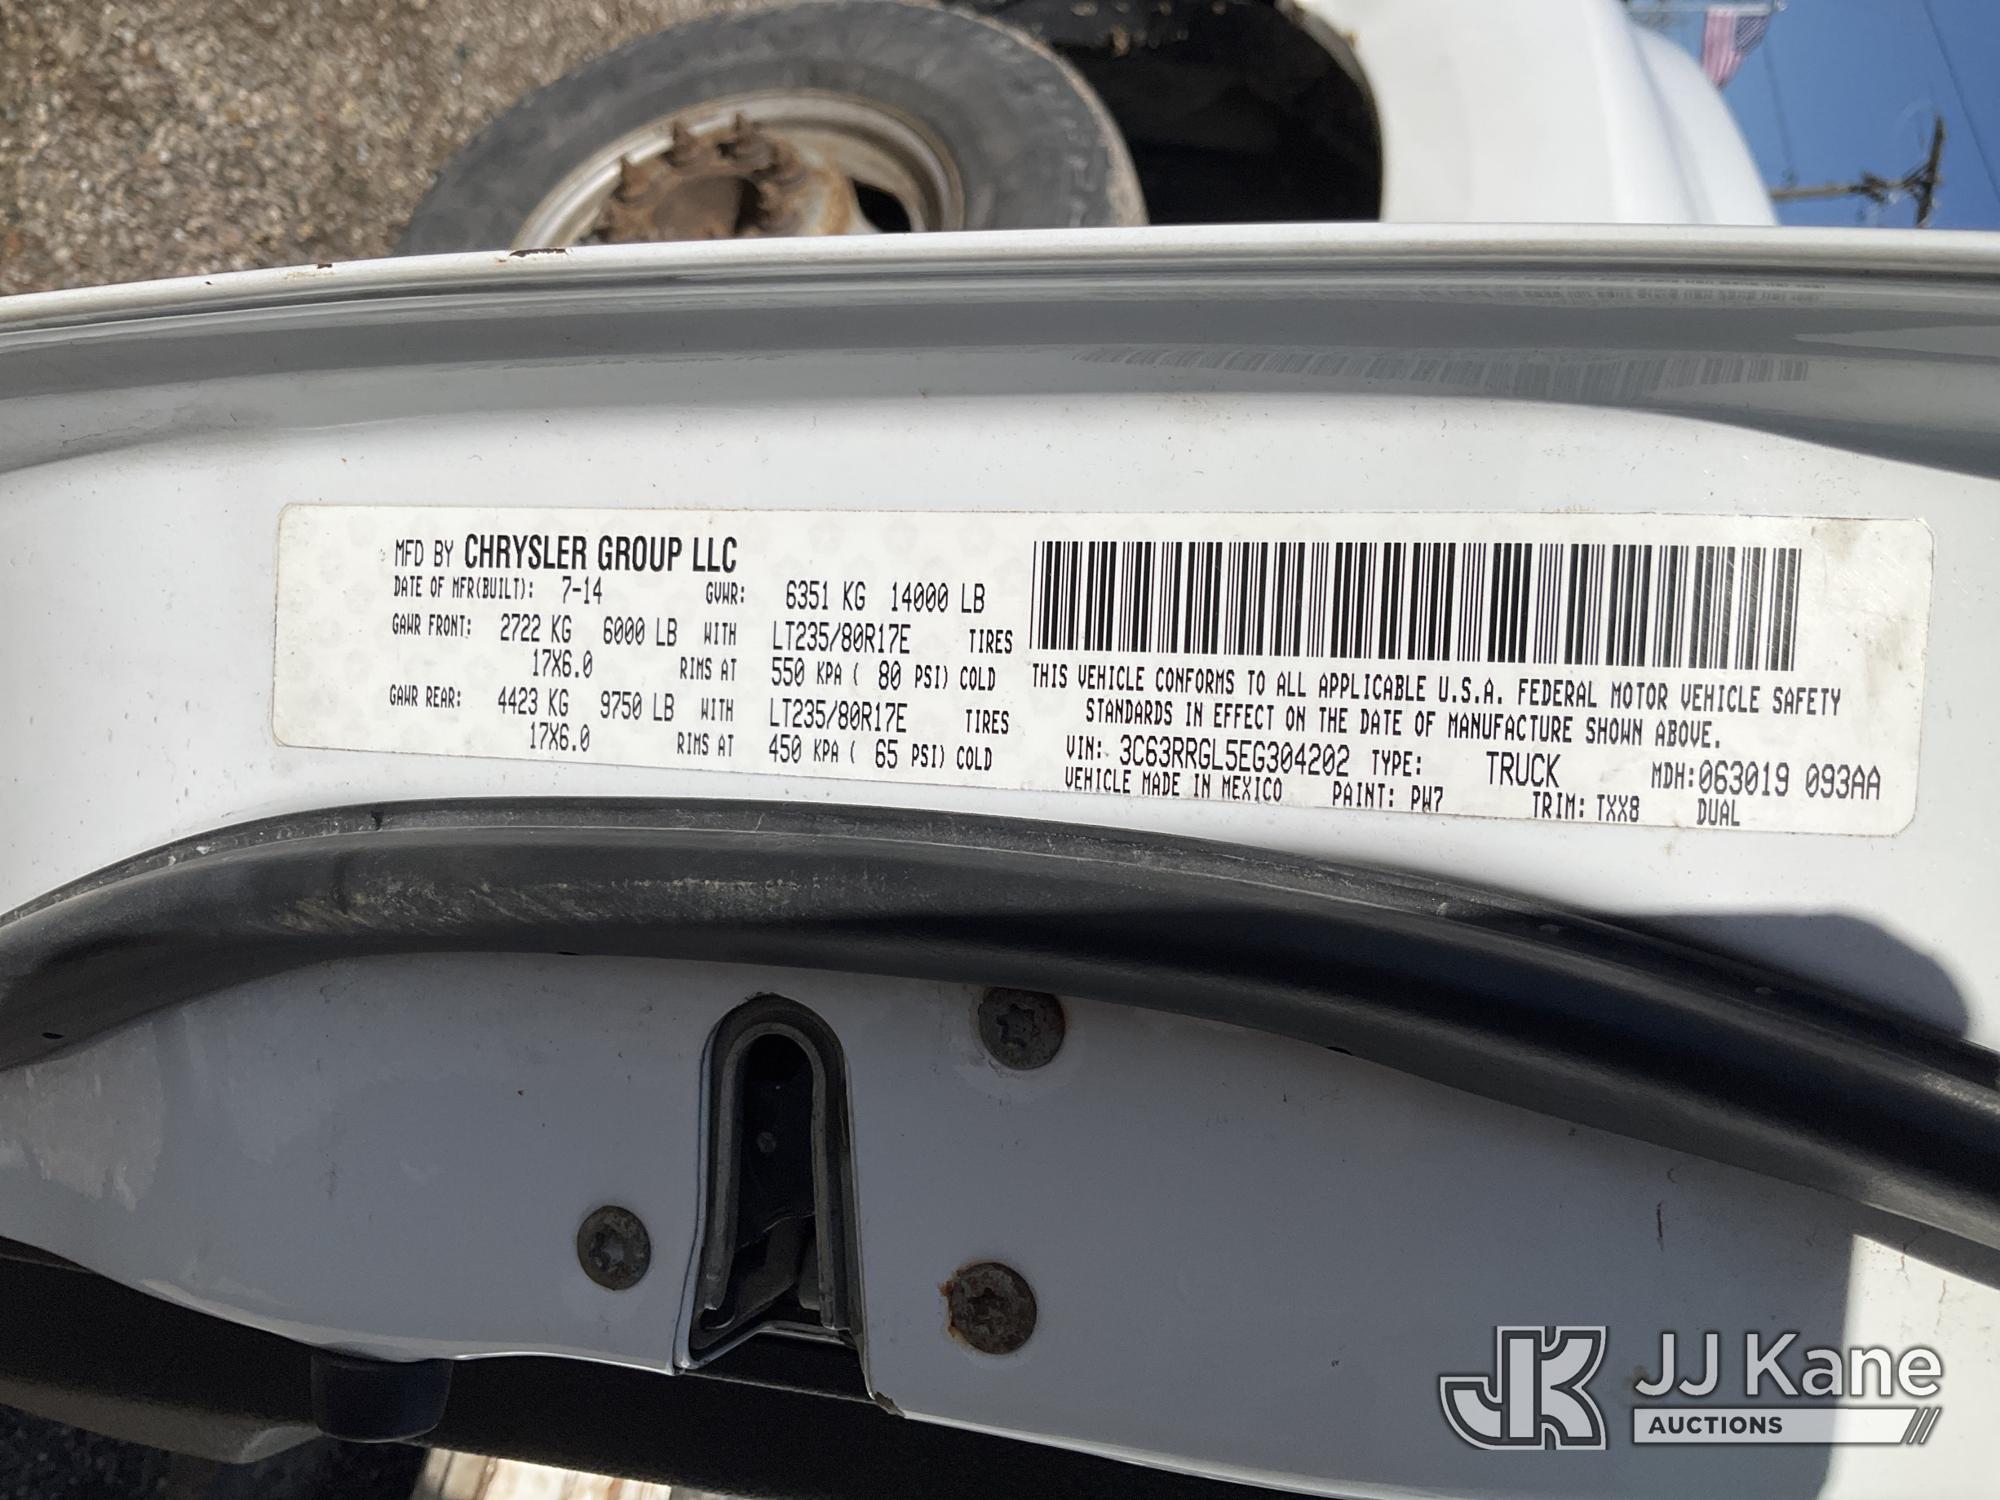 MFD BY CHRYSLER GROUP LLC
DATE OF MFR(BUILT): 7-14 GVWR: 6351 KG 14000 LB
GAWR FRONT: 2722 KG 6000 LB WITH LT235/80R17E TIRES
17X6.0 RIMS AT 550 KPA ( 80 PSI) COLD
GAWR REAR: 4423 KG 9750 LB WITH LT235/80R17E TIRES
17X6.0 RIMS AT 450 KPA ( 65 PSI) COLD
THIS VEHICLE CONFORMS TO ALL APPLICABLE U.S.A. FEDERAL MOTOR VEHICLE SAFETY
STANDARDS IN EFFECT ON THE DATE OF MANUFACTURE SHOWN ABOVE.
VIN: 3C63RRGL5EG304202 TYPE: TRUCK MDH:063019 093AA
VEHICLE MADE IN MEXICO PAINT: PW7 TRIM: TXX8 DUAL
JK JJ Kane
AUCTIONS